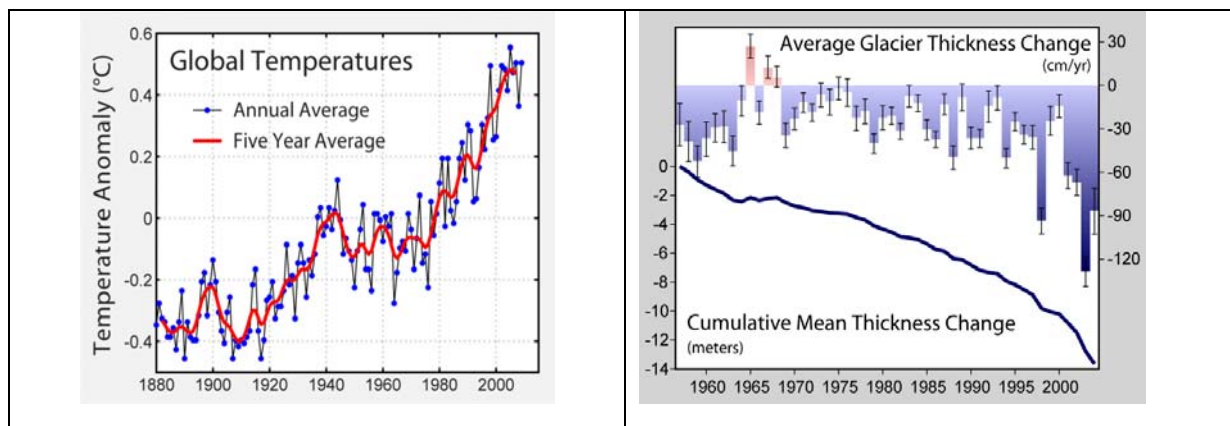 Global Temperatures
Annual Average
Five Year Average
Temperature Anomaly (°C)
0.6
0.4
0.2
0
-0.2
-0.4
1880 1900 1920 1940 1960 1980 2000
Average Glacier Thickness Change
(cm/yr)
30
0
-30
-60
-90
-120
0
-2
-4
-6
-8
-10
-12
-14
Cumulative Mean Thickness Change
(meters)
1960 1965 1970 1975 1980 1985 1990 1995 2000